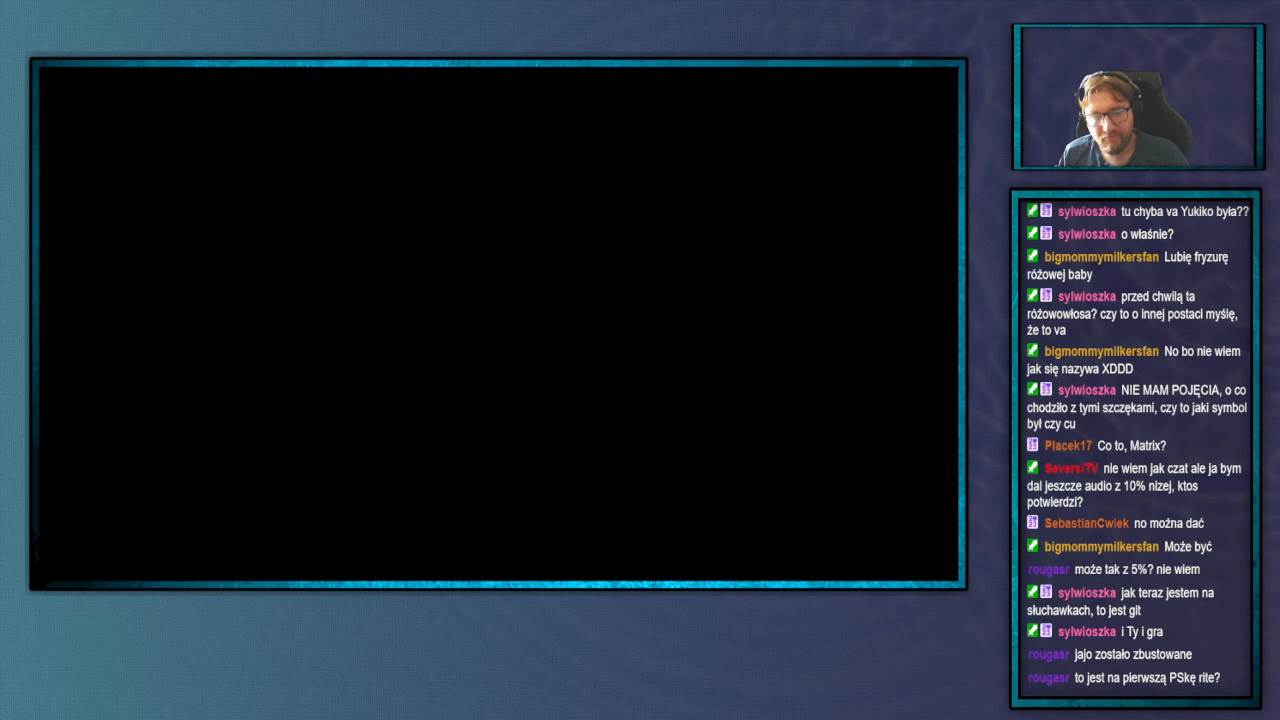 sylwioszka tu chyba va Yukiko była??
sylwioszka o właśnie?
bigmommymilkersfan Lubię fryzurę
różowej baby
sylwioszka przed chwilą ta
różowowłosa? czy to o innej postaci myślę,
że to va
bigmommymilkersfan No bo nie wiem
jak się nazywa XDDD
sylwioszka NIE MAM POJĘCIA, o co
chodziło z tymi szczękami, czy to jaki symbol
był czy cu
Placek17 Co to, Matrix?
SeversiTV nie wiem jak czat ale ja bym
dal jeszcze audio z 10% nizej, ktos
potwierdzi?
SebastianCwiek no można dać
bigmommymilkersfan Może być
rougasr może tak z 5%? nie wiem
sylwioszka jak teraz jestem na
słuchawkach, to jest git
sylwioszka i Ty i gra
rougasr jajo zostało zbustowane
rougasr to jest na pierwszą PSkę rite?